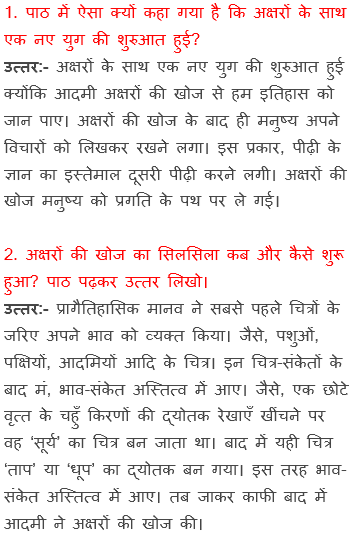 1. पाठ में ऐसा क्यों कहा गया है कि अक्षरों के साथ
एक नए युग की शुरुआत हुई?
उत्तर:- अक्षरों के साथ एक नए युग की शुरुआत हुई
क्योंकि आदमी अक्षरों की खोज से हम इतिहास को
जान पाए। अक्षरों की खोज के बाद ही मनुष्य अपने
विचारों को लिखकर रखने लगा। इस प्रकार, पीढ़ी के
ज्ञान का इस्तेमाल दूसरी पीढ़ी करने लगी। अक्षरों की
खोज मनुष्य को प्रगति के पथ पर ले गई।
2. अक्षरों की खोज का सिलसिला कब और कैसे शुरू
हुआ? पाठ पढ़कर उत्तर लिखो।
उत्तर:- प्रागैतिहासिक मानव ने सबसे पहले चित्रों के
जरिए अपने भाव को व्यक्त किया। जैसे, पशुओं,
पक्षियों, आदमियों आदि के चित्र। इन चित्र-संकेतों के
बाद मं, भाव-संकेत अस्तित्व में आए। जैसे, एक छोटे
वृत्त के चहुँ किरणों की द्योतक रेखाएँ खींचने पर
वह ‘सूर्य’ का चित्र बन जाता था। बाद में यही चित्र
‘ताप’ या ‘धूप’ का द्योतक बन गया। इस तरह भाव-
संकेत अस्तित्व में आए। तब जाकर काफी बाद में
आदमी ने अक्षरों की खोज की।